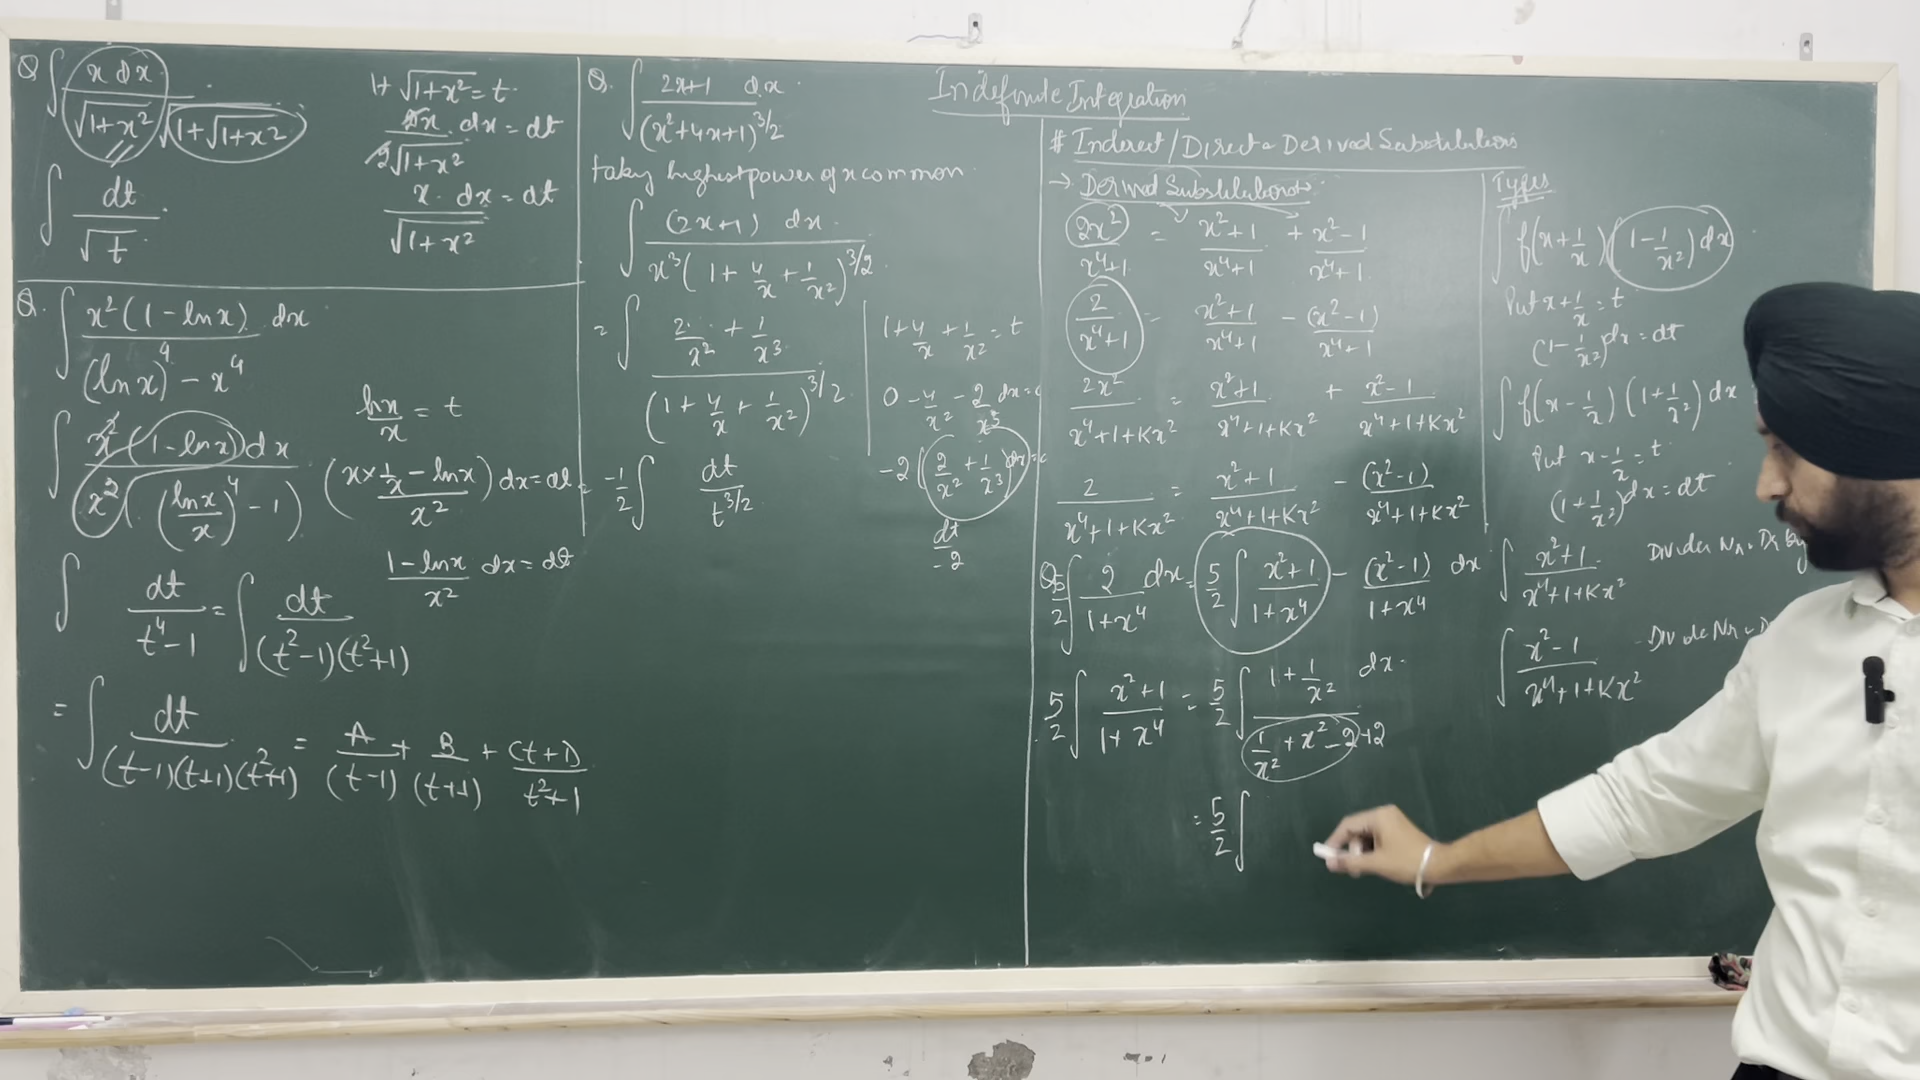 Indefinite Integration
Q ∫ x dx / √(1+x²) √(1+√(1+x²))
1+√(1+x²) = t
2x / 2√(1+x²) . dx = dt
x . dx / √(1+x²) = dt
∫ dt / √t
Q. ∫ x²(1-lnx) dx / (lnx)⁴ - x⁴
∫ x²(1-lnx)dx / x²((lnx/x)⁴ - 1)
lnx/x = t
(x × 1/x - lnx / x²) dx = dt
1-lnx / x² dx = dt
∫ dt / t⁴-1 = ∫ dt / (t²-1)(t²+1)
= ∫ dt / (t-1)(t+1)(t²+1) = A/(t-1) + B/(t+1) + (t+1)/t²+1
Q. ∫ 2x+1 dx / (x²+4x+1)^3/2
taking highest power of x common
∫ (2x+1) dx / x³(1+4/x+1/x²)^3/2
= ∫ 2/x² + 1/x³ / (1+4/x+1/x²)^3/2
1+4/x+1/x² = t
0 - 4/x² - 2/x³ dx =
-2(2/x² + 1/x³)dx =
dt/-2
= -1/2 ∫ dt / t^3/2
# Inderect/Direct & Derived Substitutions
→ Derived Substitutions
2x²/x⁴+1 = x²+1/x⁴+1 + x²-1/x⁴+1
2/x⁴+1 = x²+1/x⁴+1 - (x²-1)/x⁴+1
2x²/x⁴+1+Kx² = x²+1/x⁴+1+Kx² + x²-1/x⁴+1+Kx²
2/x⁴+1+Kx² = x²+1/x⁴+1+Kx² - (x²-1)/x⁴+1+Kx²
Q. 5/2 ∫ 2/1+x⁴ dx = 5/2 ∫ x²+1/1+x⁴ - (x²-1)/1+x⁴ dx
5/2 ∫ x²+1/1+x⁴ = 5/2 ∫ 1+1/x² dx / 1/x²+x²-2+2
= 5/2 ∫
Types
∫ f(x+1/x)(1-1/x²)dx
Put x+1/x = t
(1-1/x²)dx = dt
∫ f(x-1/x)(1+1/x²)dx
Put x-1/x = t
(1+1/x²)dx = dt
∫ x²+1/x⁴+1+Kx² Divide Nr & Dr by
∫ x²-1/x⁴+1+Kx² - Divide Nr & D